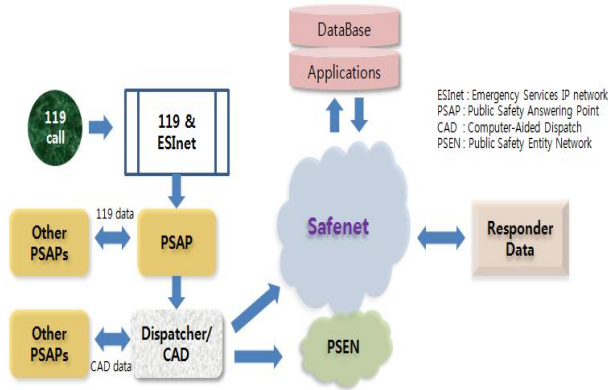 DataBase
Applications
ESInet : Emergency Services IP network
PSAP : Public Safety Answering Point
CAD : Computer-Aided Dispatch
PSEN : Public Safety Entity Network
119
call
119 &
ESInet
119 data
Other
PSAPs
PSAP
Safenet
Responder
Data
Other
PSAPs
CAD data
Dispatcher/
CAD
PSEN